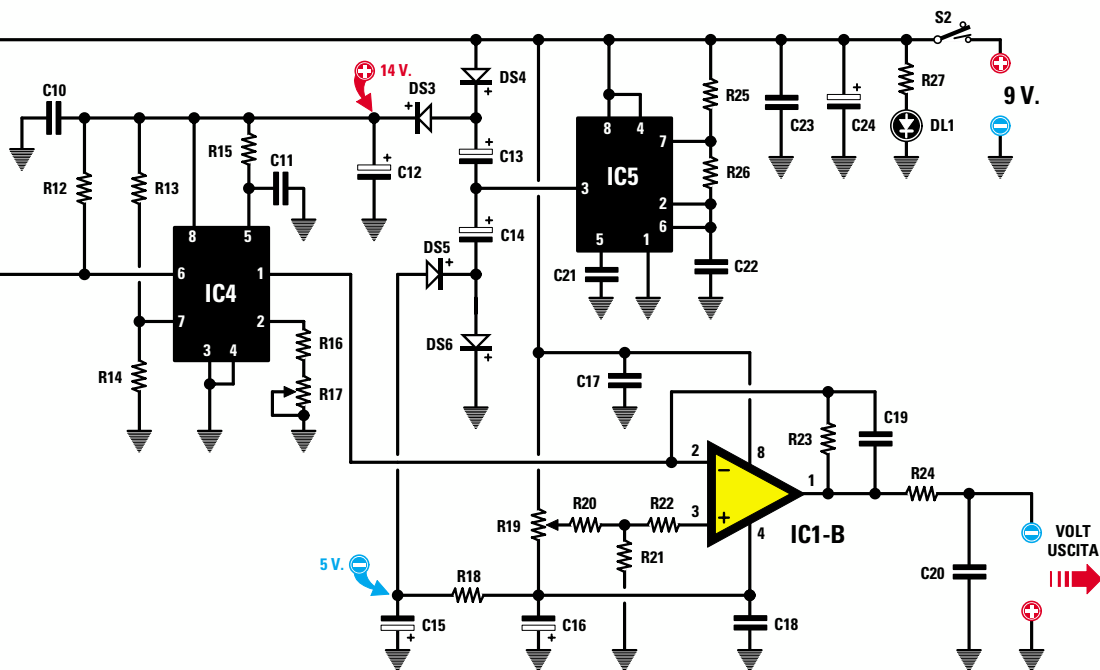 S2
C10
14 V.
DS3
DS4
R25
C23
C24
R27
DL1
9 V.
R12
R13
R15
C11
C12
C13
8 4
7
IC5
3
2
6
5 1
R26
C14
C21
C22
8 5
6 1
IC4
7 2
3 4
DS5
DS6
R14
R16
R17
C17
R23
C19
2
8
1
3
4
IC1-B
R24
R19
R20
R22
R21
5 V.
R18
C15
C16
C18
C20
VOLT
USCITA